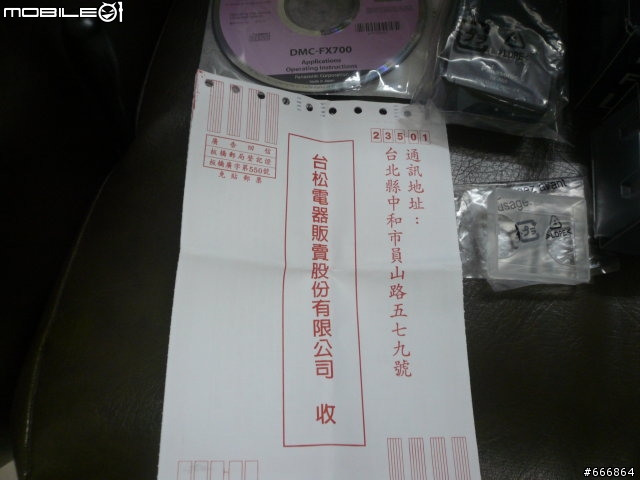 MOBILE01
DMC-FX700
Applications
Operating Instructions
Panasonic Corporation
23501
通訊地址：
台北縣中和市員山路五七九號
台松電器販賣股份有限公司 收
廣告回信
板橋郵局登記證
板橋廣字第550號
免貼郵票
usage.
#666864